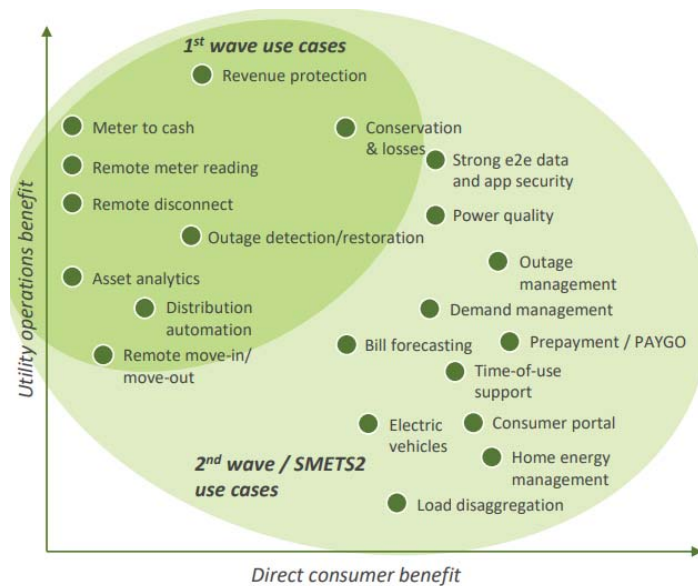 1st wave use cases
Revenue protection
Meter to cash
Conservation
& losses
Strong e2e data
and app security
Remote meter reading
Remote disconnect
Power quality
Outage detection/restoration
Outage
management
Asset analytics
Distribution
automation
Demand management
Remote move-in/
move-out
Bill forecasting
Prepayment / PAYGO
Time-of-use
support
Electric
vehicles
Consumer portal
Home energy
management
2nd wave / SMETS2
use cases
Load disaggregation
Utility operations benefit
Direct consumer benefit